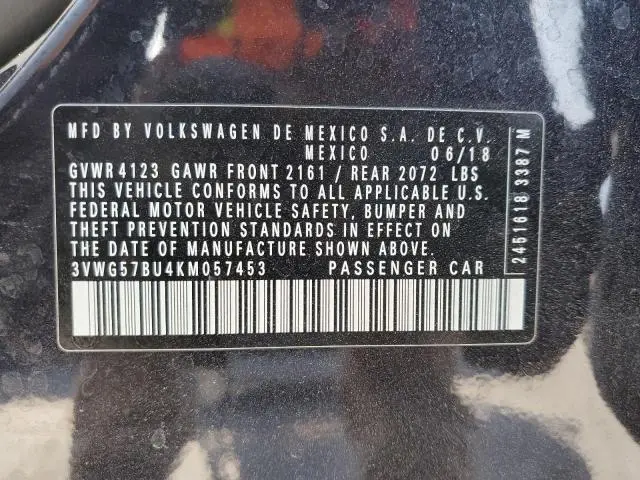 MFD BY VOLKSWAGEN DE MEXICO S.A. DE C.V.
MEXICO 06/18
GVWR 4123 GAWR FRONT 2161 / REAR 2072 LBS
THIS VEHICLE CONFORMS TO ALL APPLICABLE U.S.
FEDERAL MOTOR VEHICLE SAFETY, BUMPER AND
THEFT PREVENTION STANDARDS IN EFFECT ON
THE DATE OF MANUFACTURE SHOWN ABOVE.
3VWG57BU4KM057453 PASSENGER CAR
2451618 3387 M